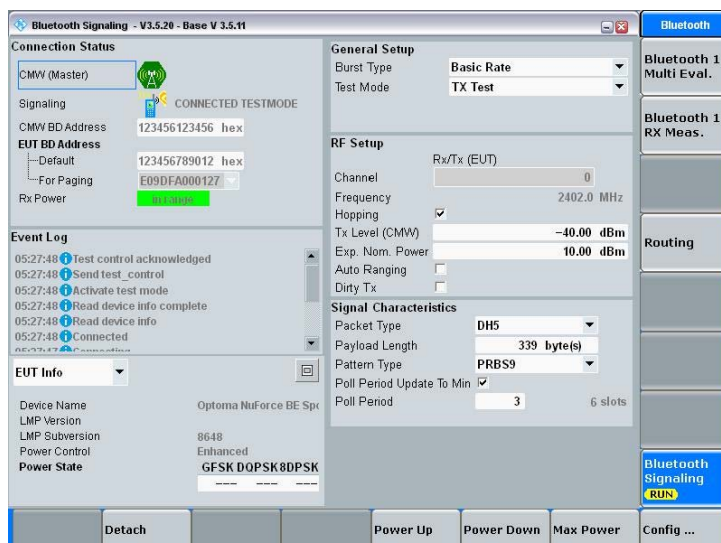 Bluetooth Signaling - V3.5.20 - Base V 3.5.11
Connection Status
CMW (Master)
Signaling
CONNECTED TESTMODE
CMW BD Address 123456123456 hex
EUT BD Address
Default 123456789012 hex
For Paging E09DFA000127
Rx Power In range
Event Log
05:27:48 Test control acknowledged
05:27:48 Send test_control
05:27:48 Activate test mode
05:27:48 Read device info complete
05:27:48 Read device info
05:27:48 Connected
EUT Info
Device Name Optoma NuForce BE Spo
LMP Version
LMP Subversion 8648
Power Control Enhanced
Power State GFSK DQPSK 8DPSK
--- --- ---
General Setup
Burst Type Basic Rate
Test Mode TX Test
RF Setup
Rx/Tx (EUT)
Channel 0
Frequency 2402.0 MHz
Hopping
Tx Level (CMW) -40.00 dBm
Exp. Nom. Power 10.00 dBm
Auto Ranging
Dirty Tx
Signal Characteristics
Packet Type DH5
Payload Length 339 byte(s)
Pattern Type PRBS9
Poll Period Update To Min
Poll Period 3 6 slots
Bluetooth
Bluetooth 1
Multi Eval.
Bluetooth 1
RX Meas.
Routing
Bluetooth
Signaling
RUN
Detach Power Up Power Down Max Power Config ...